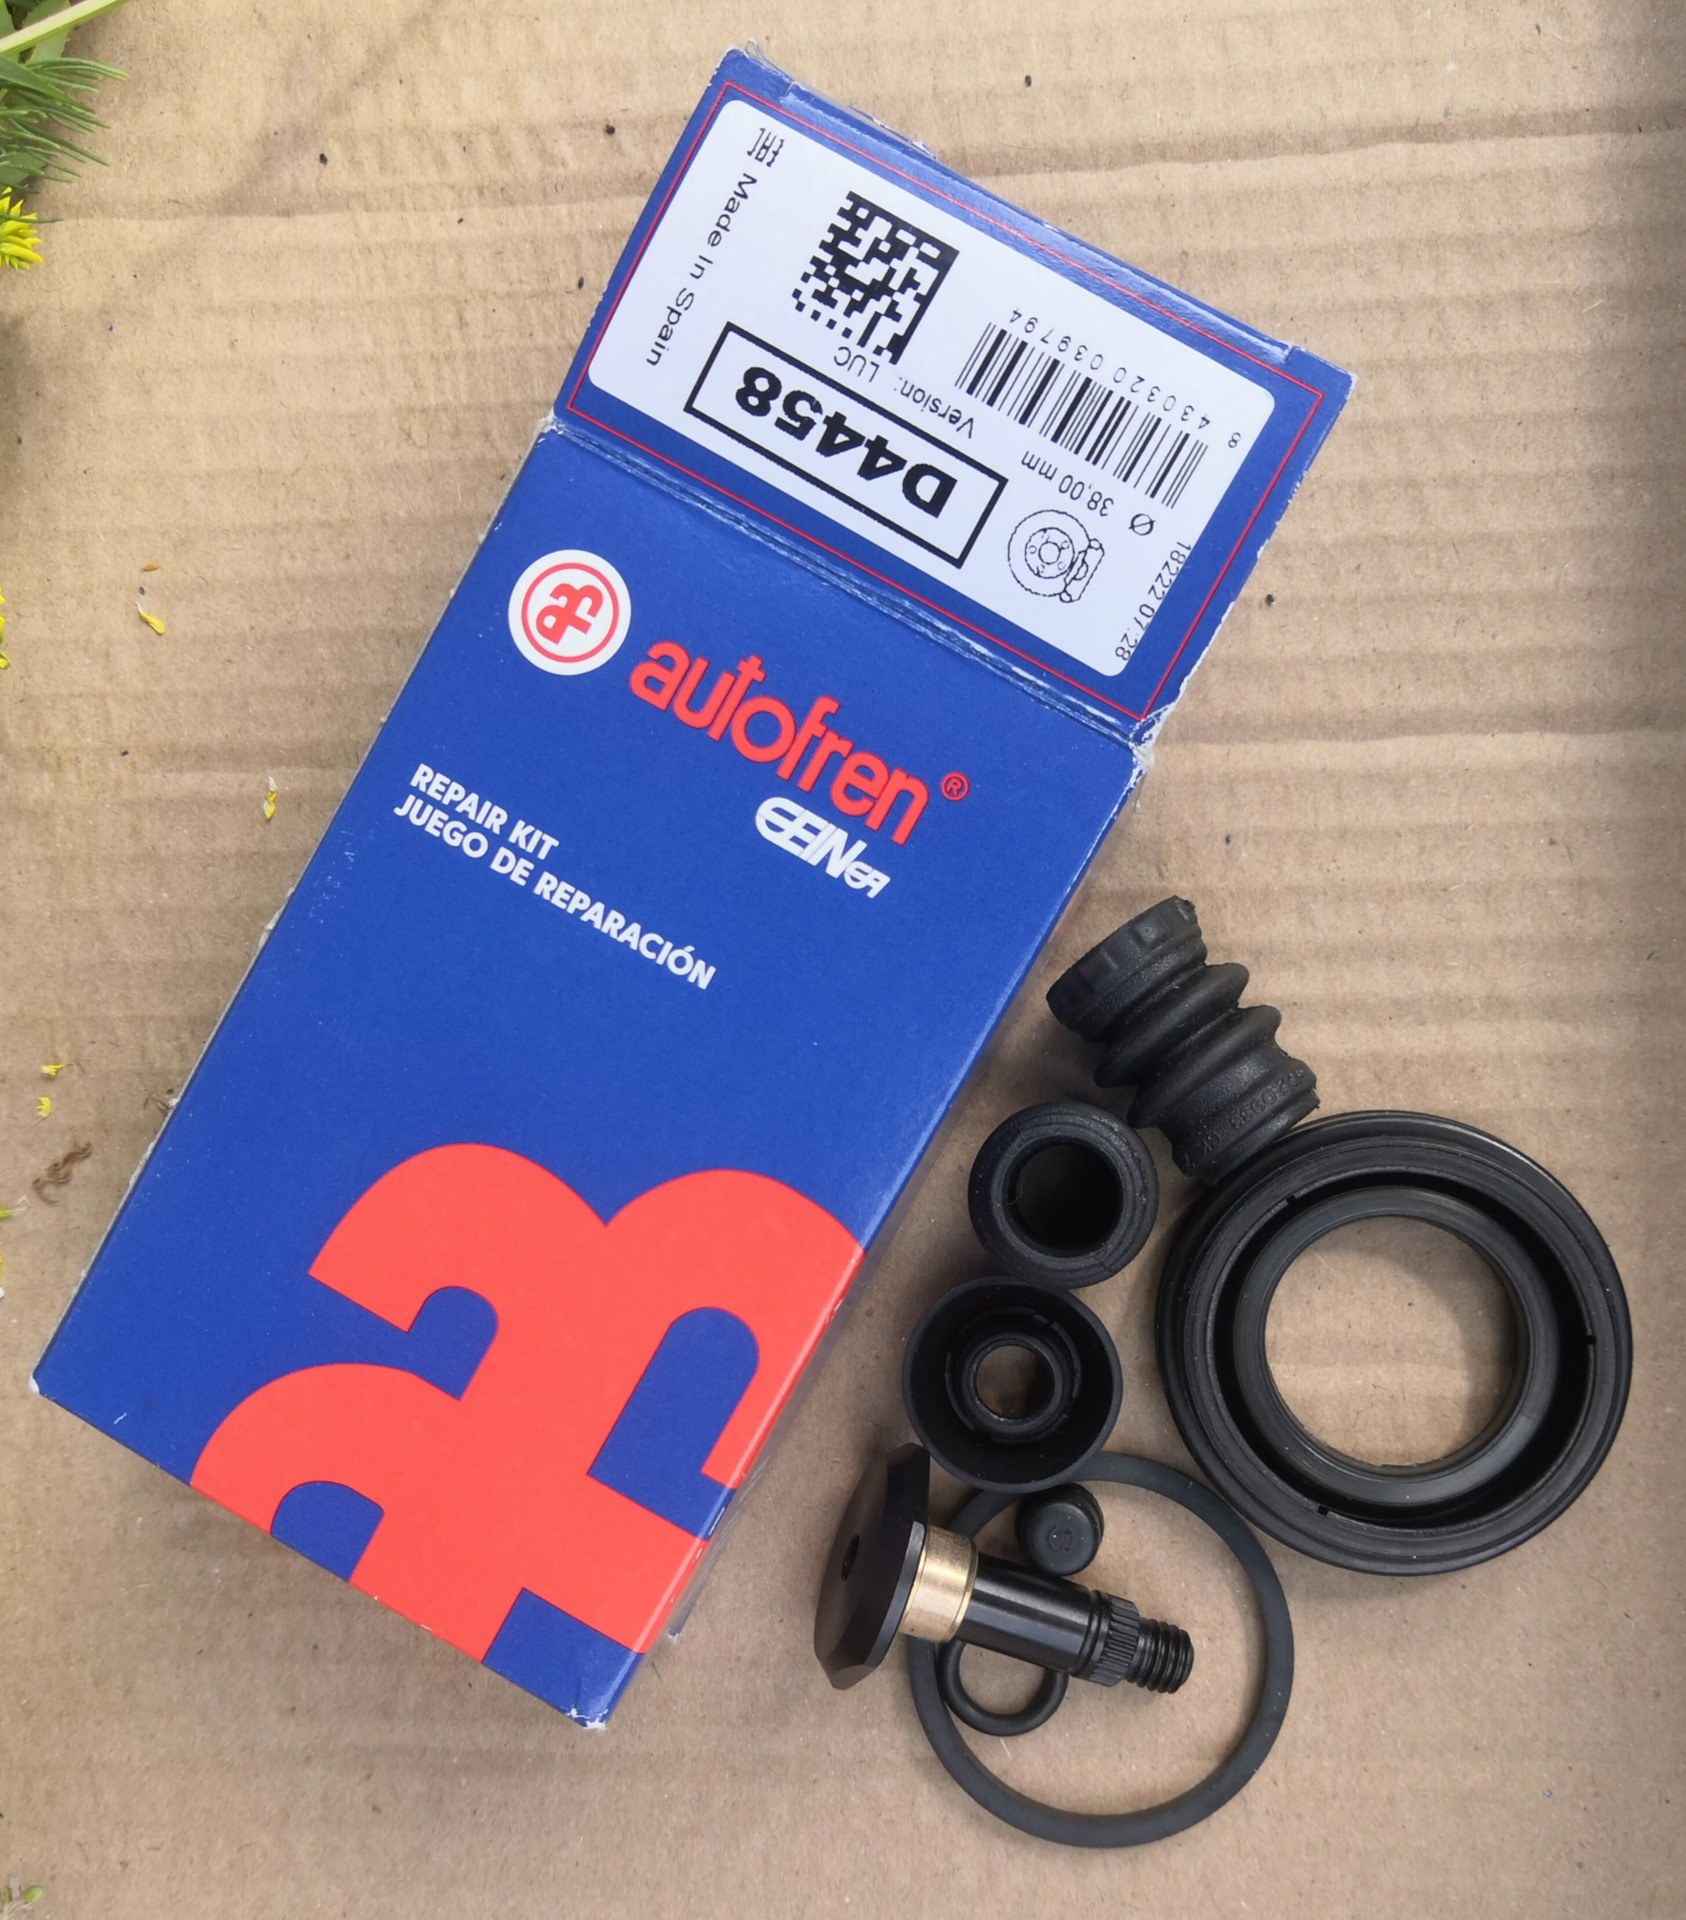 Made In Spain
D4458
Version: LUC
Ø 38,00 mm
8 430320 039794
18222 07:28
autofren®
SEINSA
REPAIR KIT
JUEGO DE REPARACIÓN